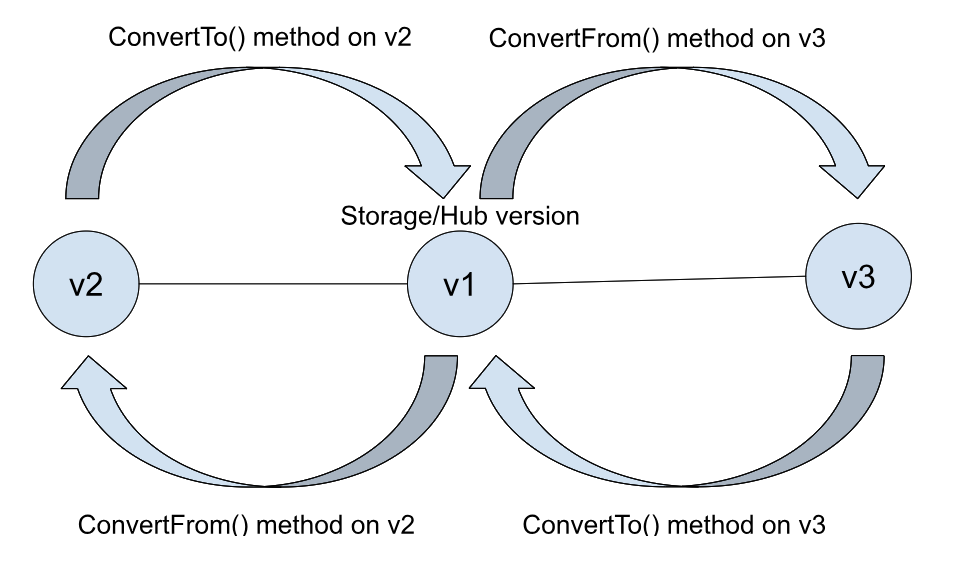 ConvertTo() method on v2
ConvertFrom() method on v3
Storage/Hub version
v2
v1
v3
ConvertFrom() method on v2
ConvertTo() method on v3